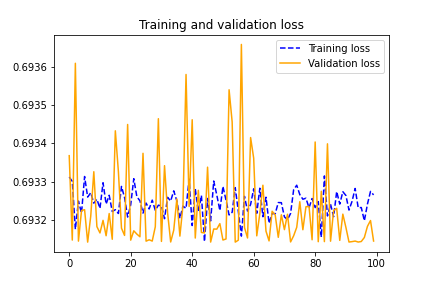 Training and validation loss
Training loss
Validation loss
0.6936
0.6935
0.6934
0.6933
0.6932
0 20 40 60 80 100